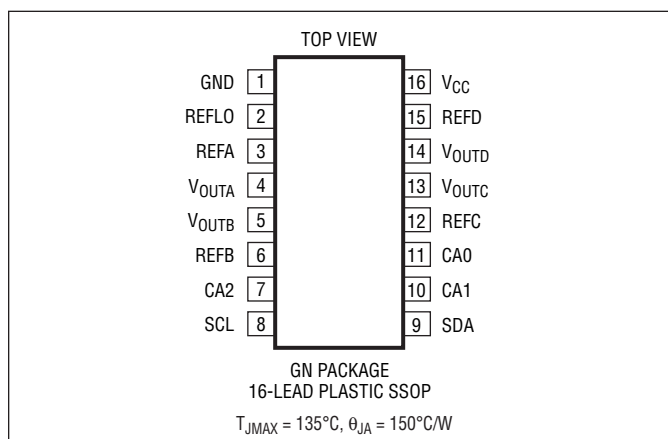 TOP VIEW
GND 1 16 VCC
REFLO 2 15 REFD
REFA 3 14 VOUTD
VOUTA 4 13 VOUTC
VOUTB 5 12 REFC
REFB 6 11 CA0
CA2 7 10 CA1
SCL 8 9 SDA
GN PACKAGE
16-LEAD PLASTIC SSOP
TJMAX = 135°C, θJA = 150°C/W